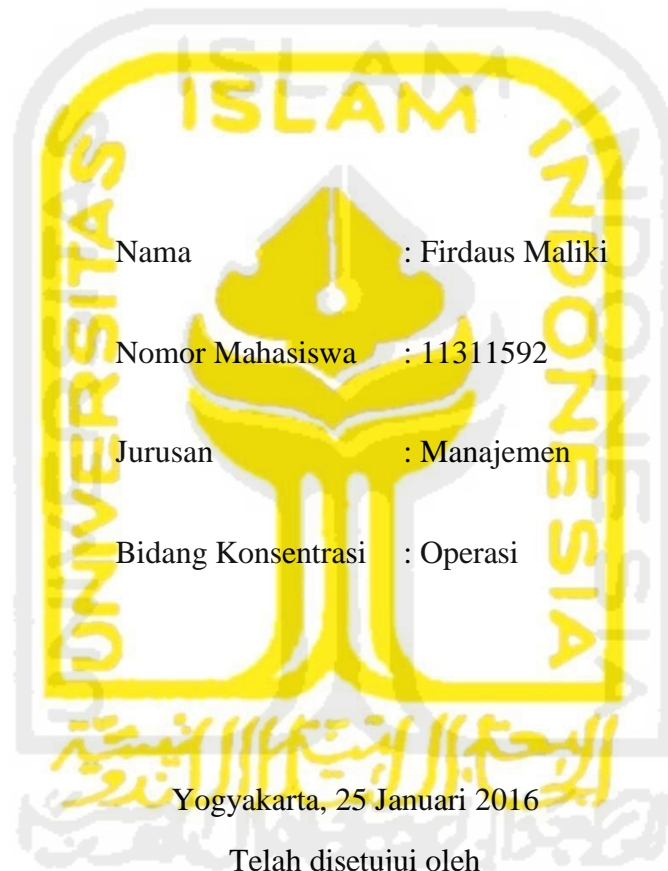 ISLAM
UNIVERSITAS
INDONESIA
Nama : Firdaus Maliki
Nomor Mahasiswa : 11311592
Jurusan : Manajemen
Bidang Konsentrasi : Operasi
Yogyakarta, 25 Januari 2016
Telah disetujui oleh